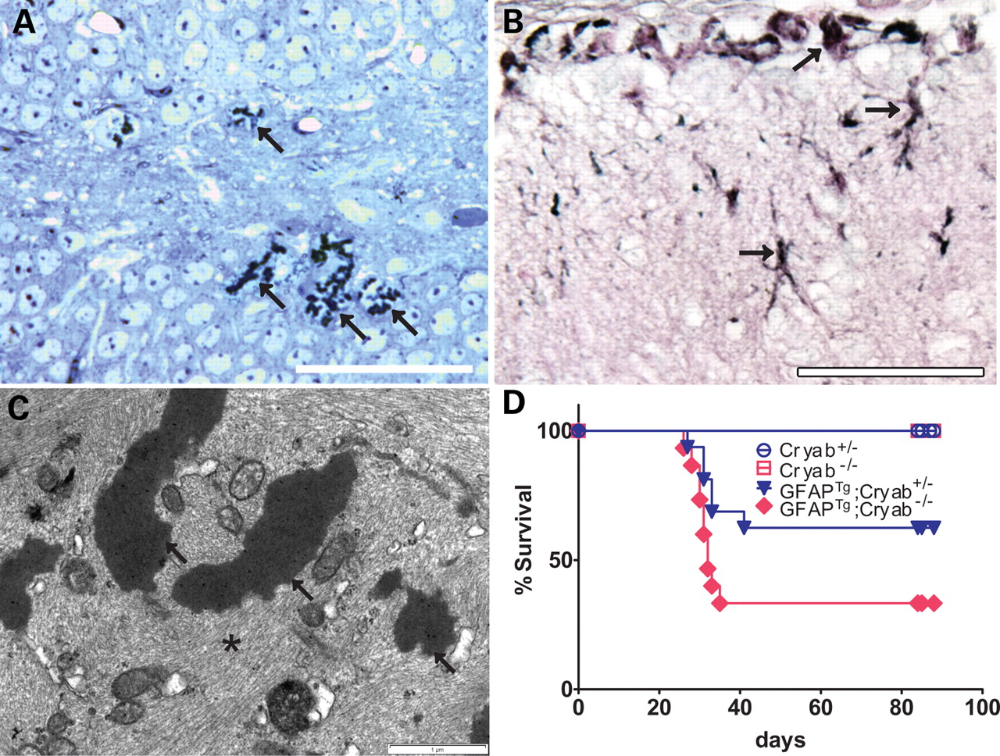 A
B
C
*
1 µm
D
100
50
0
% Survival
Cryab+/-
Cryab-/-
GFAPTg;Cryab+/-
GFAPTg;Cryab-/-
0 20 40 60 80 100
days